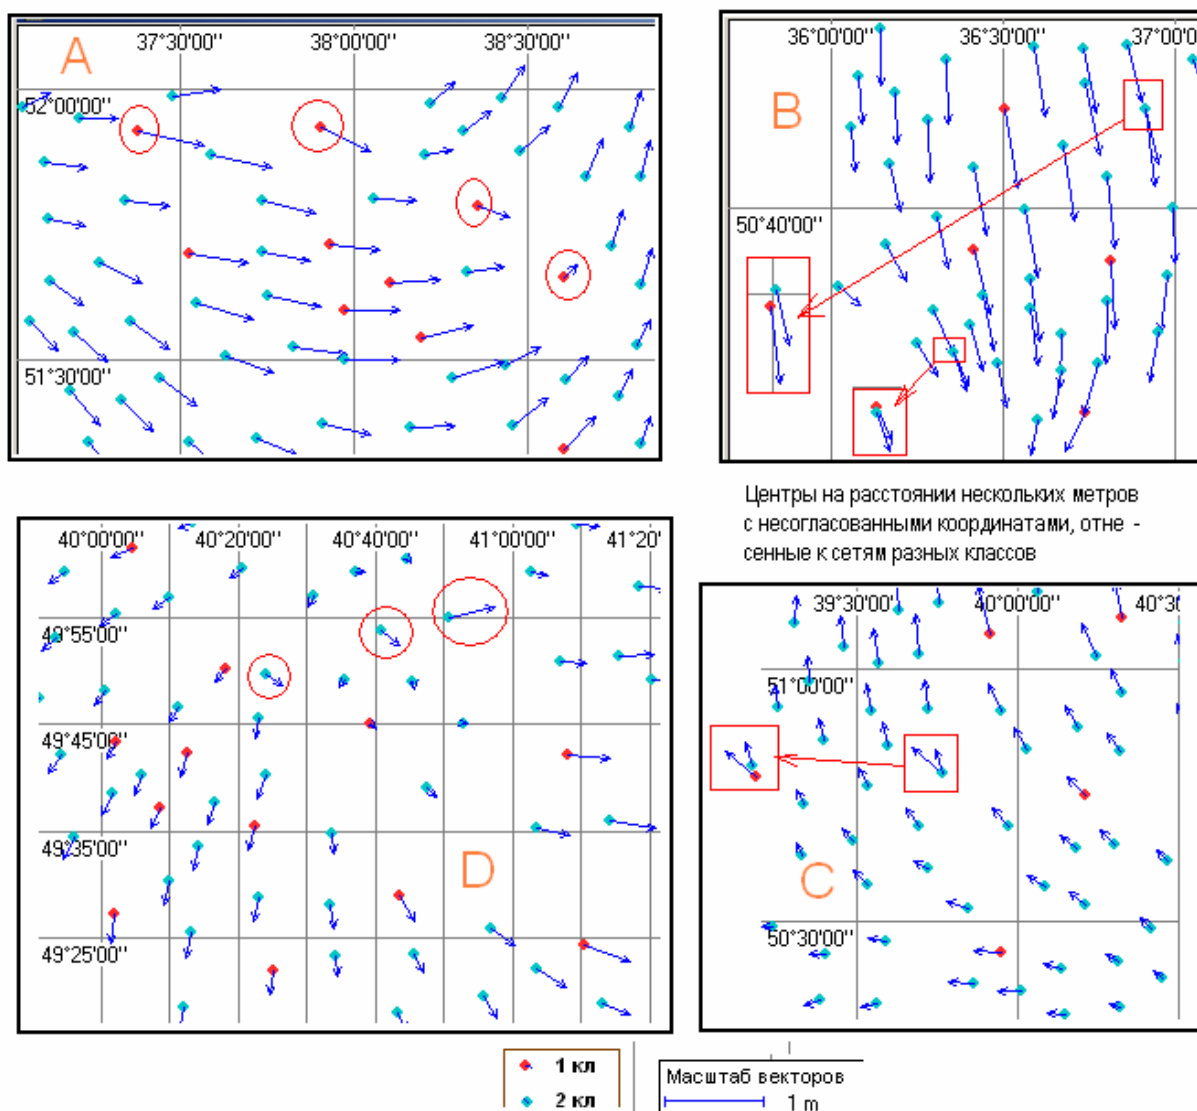 A
37°30'00"
38°00'00"
38°30'00"
52°00'00"
51°30'00"
B
36°00'00"
36°30'00"
37°00'0
50°40'00"
Центры на расстоянии нескольких метров
с несогласованными координатами, отне -
сенные к сетям разных классов
D
40°00'00"
40°20'00"
40°40'00"
41°00'00"
41°20'
49°55'00"
49°45'00"
49°35'00"
49°25'00"
C
39°30'00"
40°00'00"
40°30'
51°00'00"
50°30'00"
1 кл
2 кл
Масштаб векторов
1 m